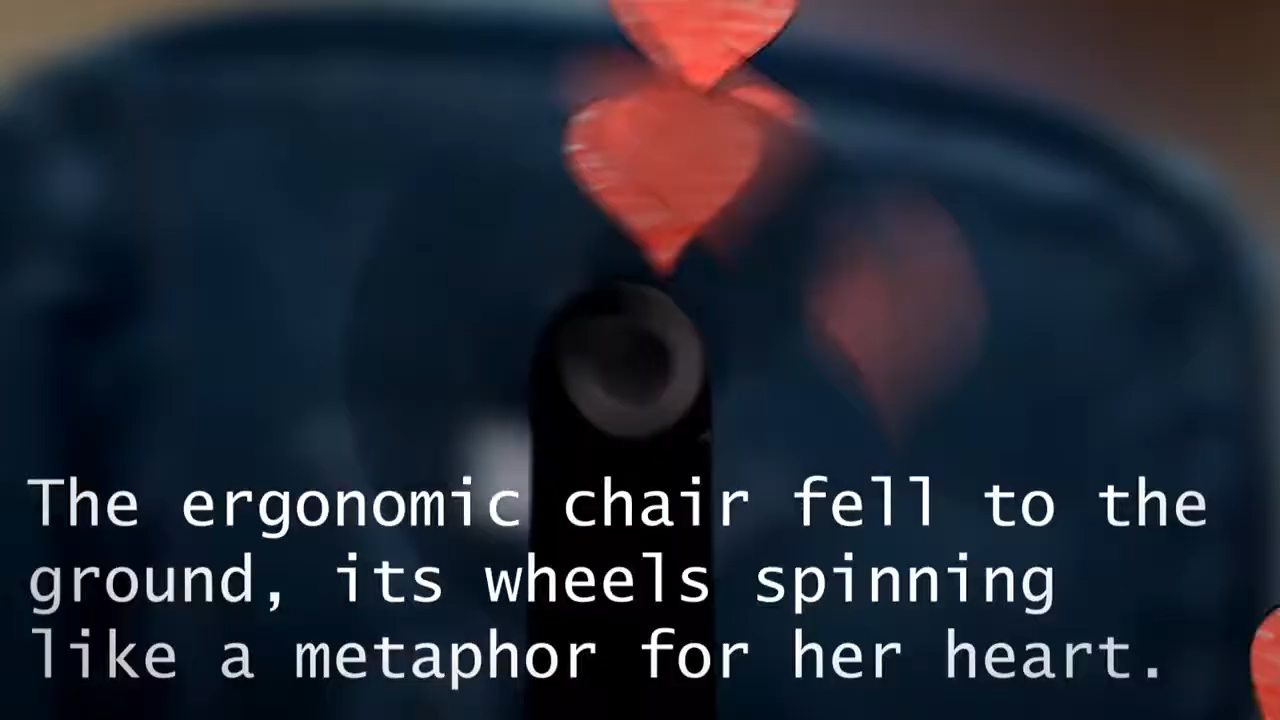 The ergonomic chair fell to the
ground, its wheels spinning
like a metaphor for her heart.